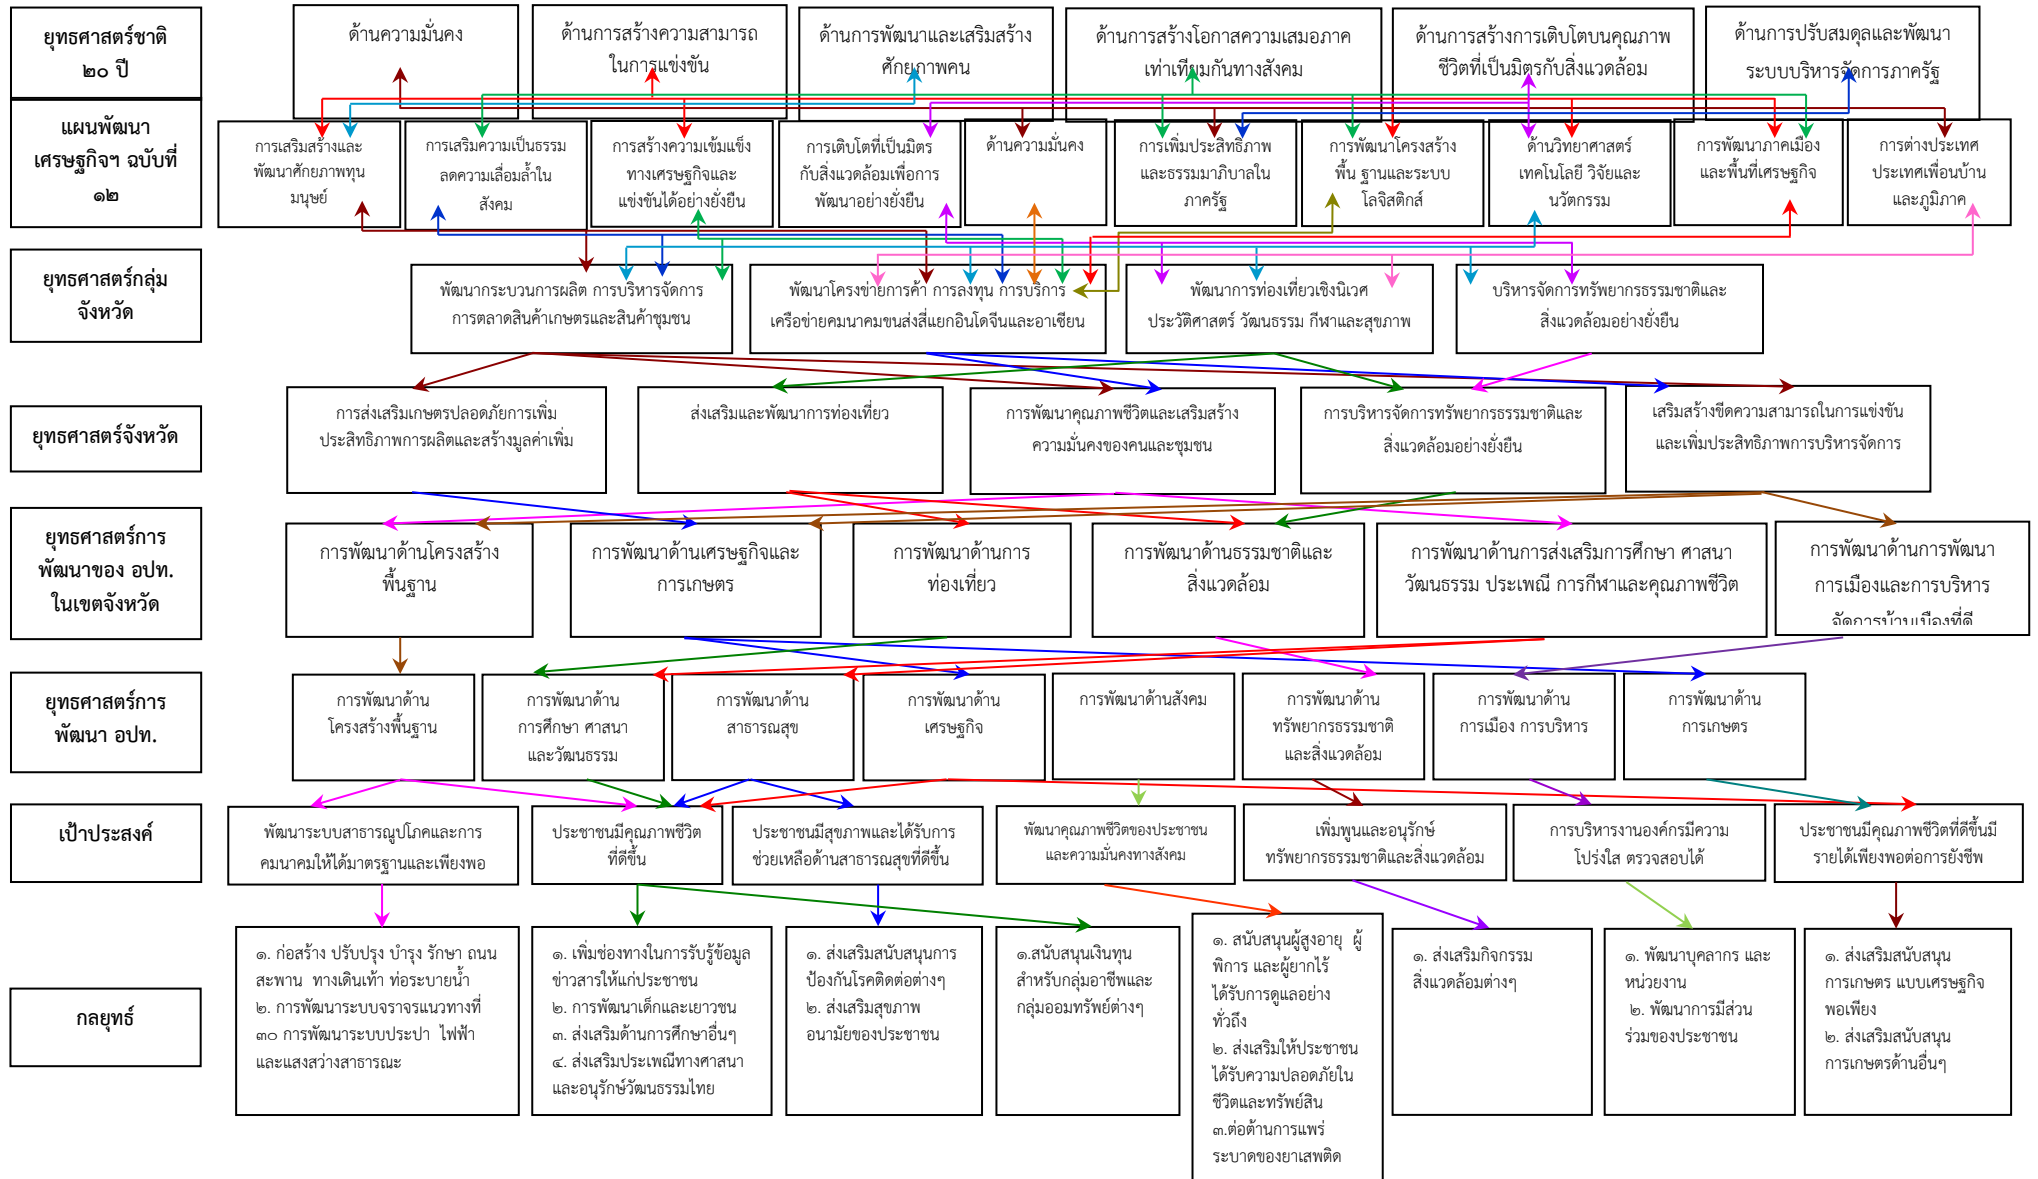 ยุทธศาสตร์ชาติ
๒๐ ปี
ด้านความมั่นคง
ด้านการสร้างความสามารถ
ในการแข่งขัน
ด้านการพัฒนาและเสริมสร้าง
ศักยภาพคน
ด้านการสร้างโอกาสความเสมอภาค
เท่าเทียมกันทางสังคม
ด้านการสร้างการเติบโตบนคุณภาพ
ชีวิตที่เป็นมิตรกับสิ่งแวดล้อม
ด้านการปรับสมดุลและพัฒนา
ระบบบริหารจัดการภาครัฐ
แผนพัฒนา
เศรษฐกิจฯ ฉบับที่
๑๒
การเสริมสร้างและ
พัฒนาศักยภาพทุน
มนุษย์
การเสริมความเป็นธรรม
ลดความเลื่อมล้ำใน
สังคม
การสร้างความเข้มแข็ง
ทางเศรษฐกิจและ
แข่งขันได้อย่างยั่งยืน
การเติบโตที่เป็นมิตร
กับสิ่งแวดล้อมเพื่อการ
พัฒนาอย่างยั่งยืน
ด้านความมั่นคง
การเพิ่มประสิทธิภาพ
และธรรมมาภิบาลใน
ภาครัฐ
การพัฒนาโครงสร้าง
พื้น ฐานและระบบ
โลจิสติกส์
ด้านวิทยาศาสตร์
เทคโนโลยี วิจัยและ
นวัตกรรม
การพัฒนาภาคเมือง
และพื้นที่เศรษฐกิจ
การต่างประเทศ
ประเทศเพื่อนบ้าน
และภูมิภาค
ยุทธศาสตร์กลุ่ม
จังหวัด
พัฒนากระบวนการผลิต การบริหารจัดการ
การตลาดสินค้าเกษตรและสินค้าชุมชน
พัฒนาโครงข่ายการค้า การลงทุน การบริการ
เครือข่ายคมนาคมขนส่งสี่แยกอินโดจีนและอาเซียน
พัฒนาการท่องเที่ยวเชิงนิเวศ
ประวัติศาสตร์ วัฒนธรรม กีฬาและสุขภาพ
บริหารจัดการทรัพยากรธรรมชาติและ
สิ่งแวดล้อมอย่างยั่งยืน
ยุทธศาสตร์จังหวัด
การส่งเสริมเกษตรปลอดภัยการเพิ่ม
ประสิทธิภาพการผลิตและสร้างมูลค่าเพิ่ม
ส่งเสริมและพัฒนาการท่องเที่ยว
การพัฒนาคุณภาพชีวิตและเสริมสร้าง
ความมั่นคงของคนและชุมชน
การบริหารจัดการทรัพยากรธรรมชาติและ
สิ่งแวดล้อมอย่างยั่งยืน
เสริมสร้างขีดความสามารถในการแข่งขัน
และเพิ่มประสิทธิภาพการบริหารจัดการ
ยุทธศาสตร์การ
พัฒนาของ อปท.
ในเขตจังหวัด
การพัฒนาด้านโครงสร้าง
พื้นฐาน
การพัฒนาด้านเศรษฐกิจและ
การเกษตร
การพัฒนาด้านการ
ท่องเที่ยว
การพัฒนาด้านธรรมชาติและ
สิ่งแวดล้อม
การพัฒนาด้านการส่งเสริมการศึกษา ศาสนา
วัฒนธรรม ประเพณี การกีฬาและคุณภาพชีวิต
การพัฒนาด้านการพัฒนา
การเมืองและการบริหาร
จัดการบ้านเมืองที่ดี
ยุทธศาสตร์การ
พัฒนา อปท.
การพัฒนาด้าน
โครงสร้างพื้นฐาน
การพัฒนาด้าน
การศึกษา ศาสนา
และวัฒนธรรม
การพัฒนาด้าน
สาธารณสุข
การพัฒนาด้าน
เศรษฐกิจ
การพัฒนาด้านสังคม
การพัฒนาด้าน
ทรัพยากรธรรมชาติ
และสิ่งแวดล้อม
การพัฒนาด้าน
การเมือง การบริหาร
การพัฒนาด้าน
การเกษตร
เป้าประสงค์
พัฒนาระบบสาธารณูปโภคและการ
คมนาคมให้ได้มาตรฐานและเพียงพอ
ประชาชนมีคุณภาพชีวิต
ที่ดีขึ้น
ประชาชนมีสุขภาพและได้รับการ
ช่วยเหลือด้านสาธารณสุขที่ดีขึ้น
พัฒนาคุณภาพชีวิตของประชาชน
และความมั่นคงทางสังคม
เพิ่มพูนและอนุรักษ์
ทรัพยากรธรรมชาติและสิ่งแวดล้อม
การบริหารงานองค์กรมีความ
โปร่งใส ตรวจสอบได้
ประชาชนมีคุณภาพชีวิตที่ดีขึ้นมี
รายได้เพียงพอต่อการยังชีพ
กลยุทธ์
๑. ก่อสร้าง ปรับปรุง บำรุง รักษา ถนน
สะพาน ทางเดินเท้า ท่อระบายน้ำ
๒. การพัฒนาระบบจราจรแนวทางที่
๓๐ การพัฒนาระบบประปา ไฟฟ้า
และแสงสว่างสาธารณะ
๑. เพิ่มช่องทางในการรับรู้ข้อมูล
ข่าวสารให้แก่ประชาชน
๒. การพัฒนาเด็กและเยาวชน
๓. ส่งเสริมด้านการศึกษาอื่นๆ
๔. ส่งเสริมประเพณีทางศาสนา
และอนุรักษ์วัฒนธรรมไทย
๑. ส่งเสริมสนับสนุนการ
ป้องกันโรคติดต่อต่างๆ
๒. ส่งเสริมสุขภาพ
อนามัยของประชาชน
๑.สนับสนุนเงินทุน
สำหรับกลุ่มอาชีพและ
กลุ่มออมทรัพย์ต่างๆ
๑. สนับสนุนผู้สูงอายุ ผู้
พิการ และผู้ยากไร้
ได้รับการดูแลอย่าง
ทั่วถึง
๒. ส่งเสริมให้ประชาชน
ได้รับความปลอดภัยใน
ชีวิตและทรัพย์สิน
๓.ต่อต้านการแพร่
ระบาดของยาเสพติด
๑. ส่งเสริมกิจกรรม
สิ่งแวดล้อมต่างๆ
๑. พัฒนาบุคลากร และ
หน่วยงาน
๒. พัฒนาการมีส่วน
ร่วมของประชาชน
๑. ส่งเสริมสนับสนุน
การเกษตร แบบเศรษฐกิจ
พอเพียง
๒. ส่งเสริมสนับสนุน
การเกษตรด้านอื่นๆ